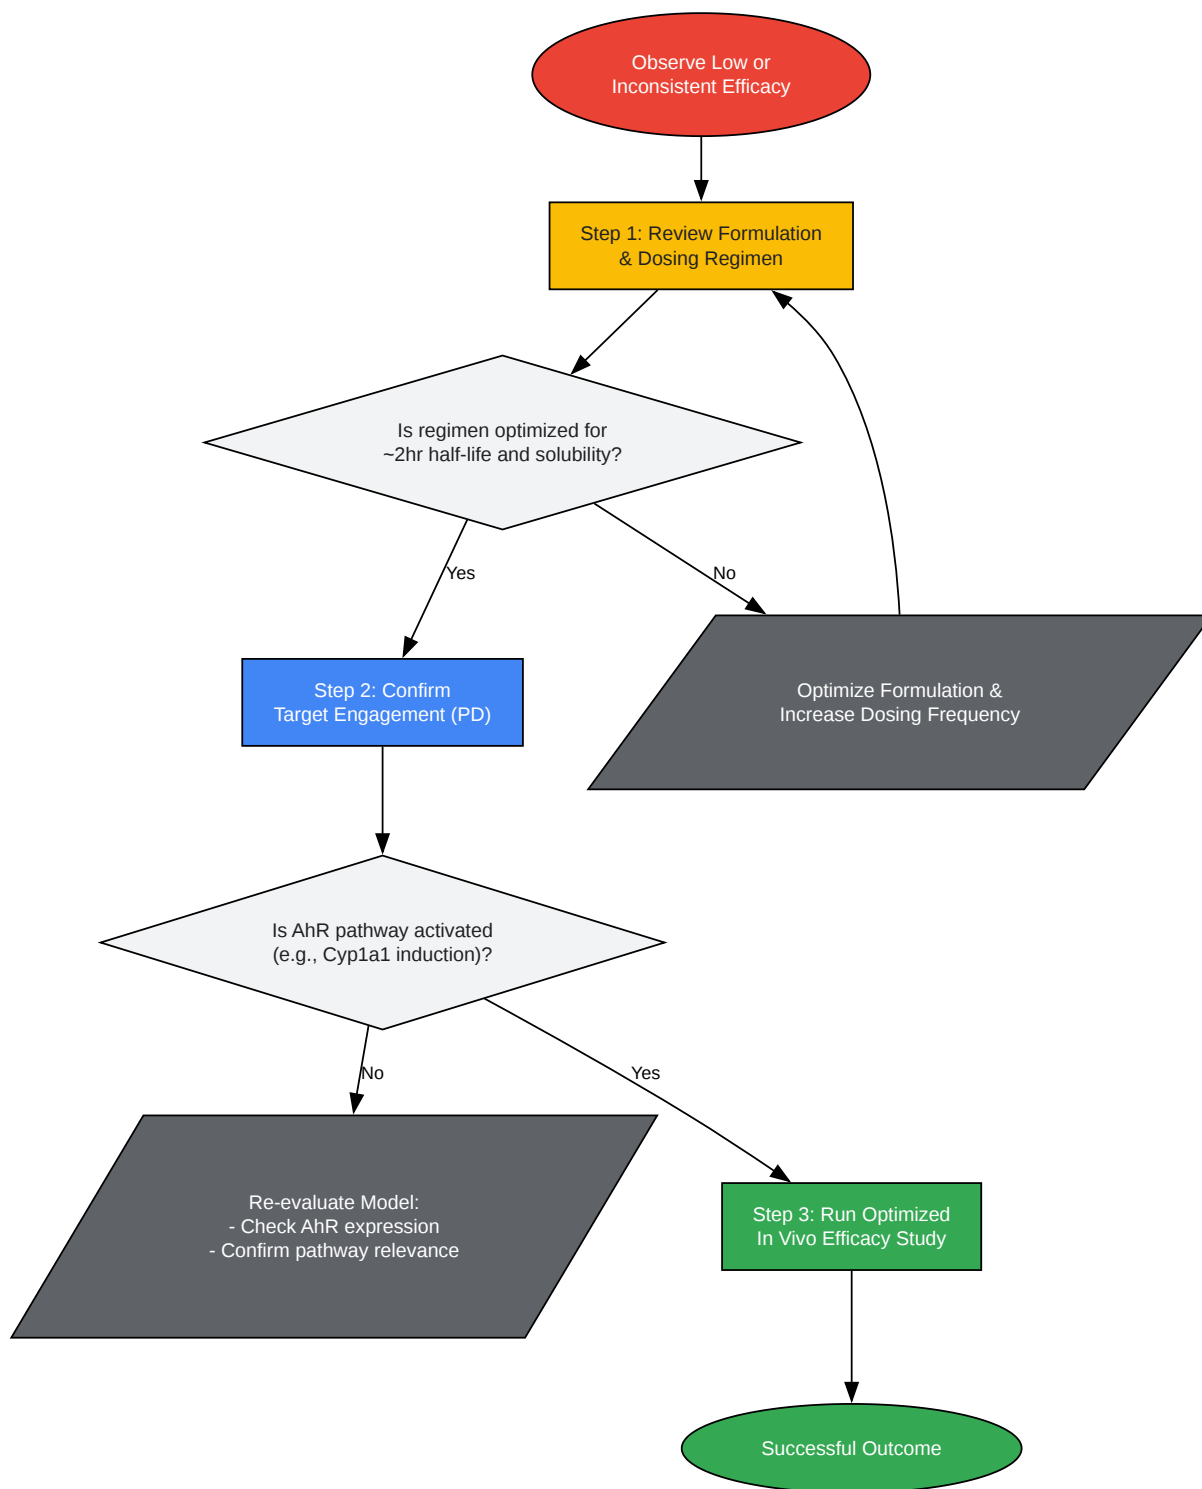 Observe Low or
Inconsistent Efficacy
Step 1: Review Formulation
& Dosing Regimen
Is regimen optimized for
~2hr half-life and solubility?
Yes
No
Step 2: Confirm
Target Engagement (PD)
Optimize Formulation &
Increase Dosing Frequency
Is AhR pathway activated
(e.g., Cyp1a1 induction)?
No
Yes
Re-evaluate Model:
- Check AhR expression
- Confirm pathway relevance
Step 3: Run Optimized
In Vivo Efficacy Study
Successful Outcome